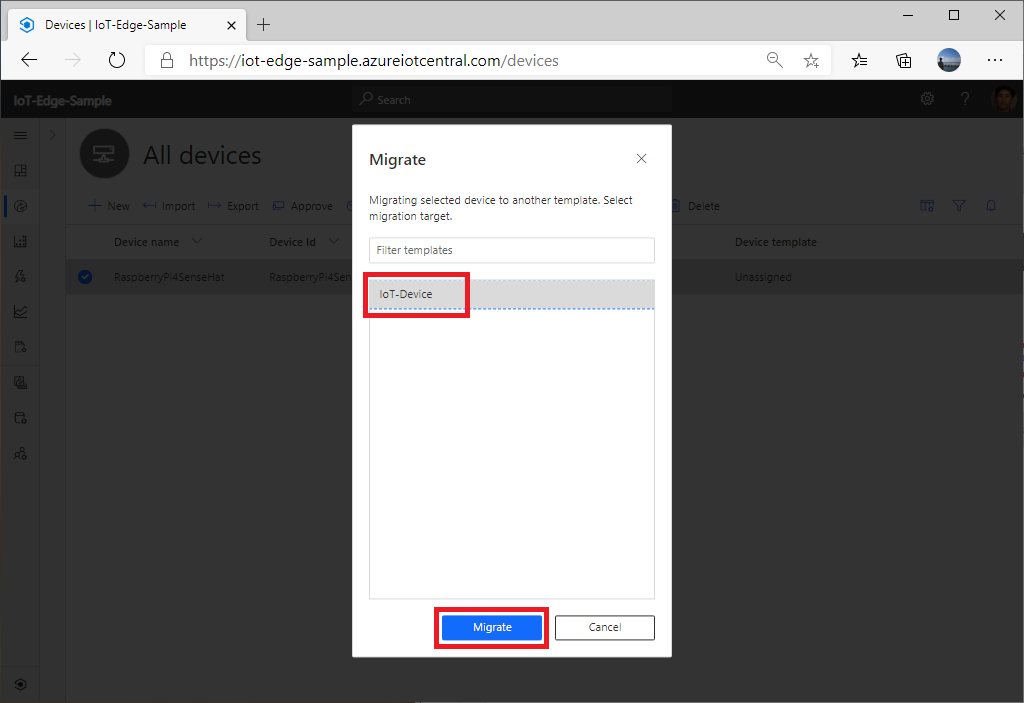 Devices | IoT-Edge-Sample
https://iot-edge-sample.azureiotcentral.com/devices
IoT-Edge-Sample
Search
All devices
New
Import
Export
Approve
Delete
Device name
Device Id
Device template
RaspberryPi4SenseHat
RaspberryPi4Sen
Unassigned
Migrate
Migrating selected device to another template. Select
migration target.
Filter templates
IoT-Device
Migrate
Cancel